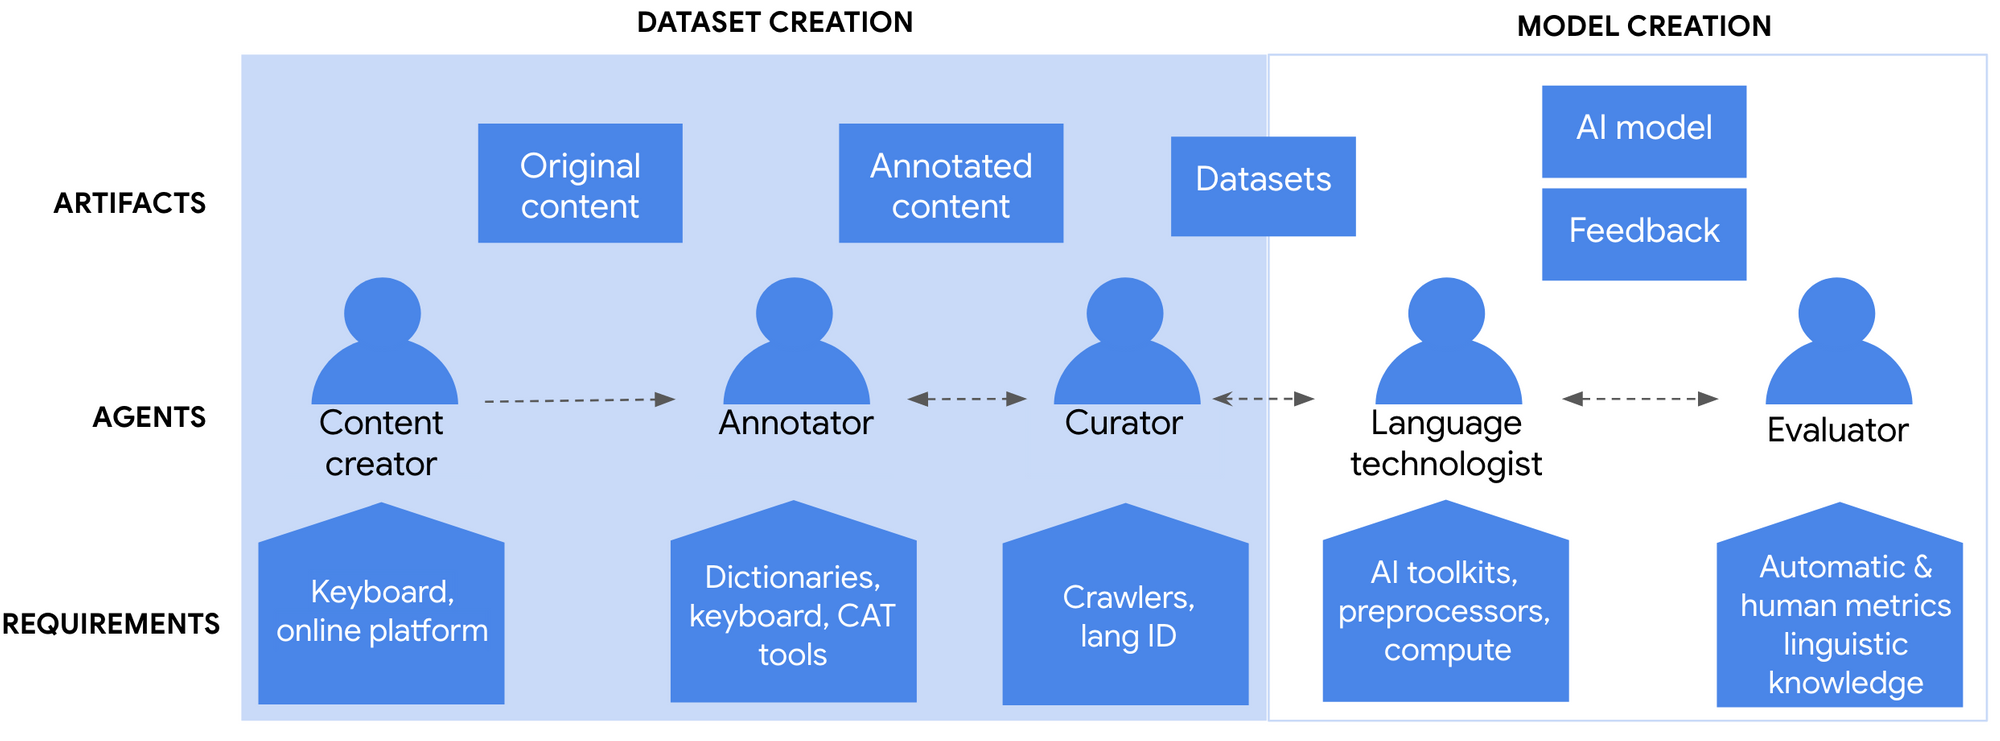 DATASET CREATION
MODEL CREATION
ARTIFACTS
Original
content
Annotated
content
Datasets
AI model
Feedback
AGENTS
Content
creator
Annotator
Curator
Language
technologist
Evaluator
REQUIREMENTS
Keyboard,
online platform
Dictionaries,
keyboard, CAT
tools
Crawlers,
lang ID
AI toolkits,
preprocessors,
compute
Automatic &
human metrics
linguistic
knowledge